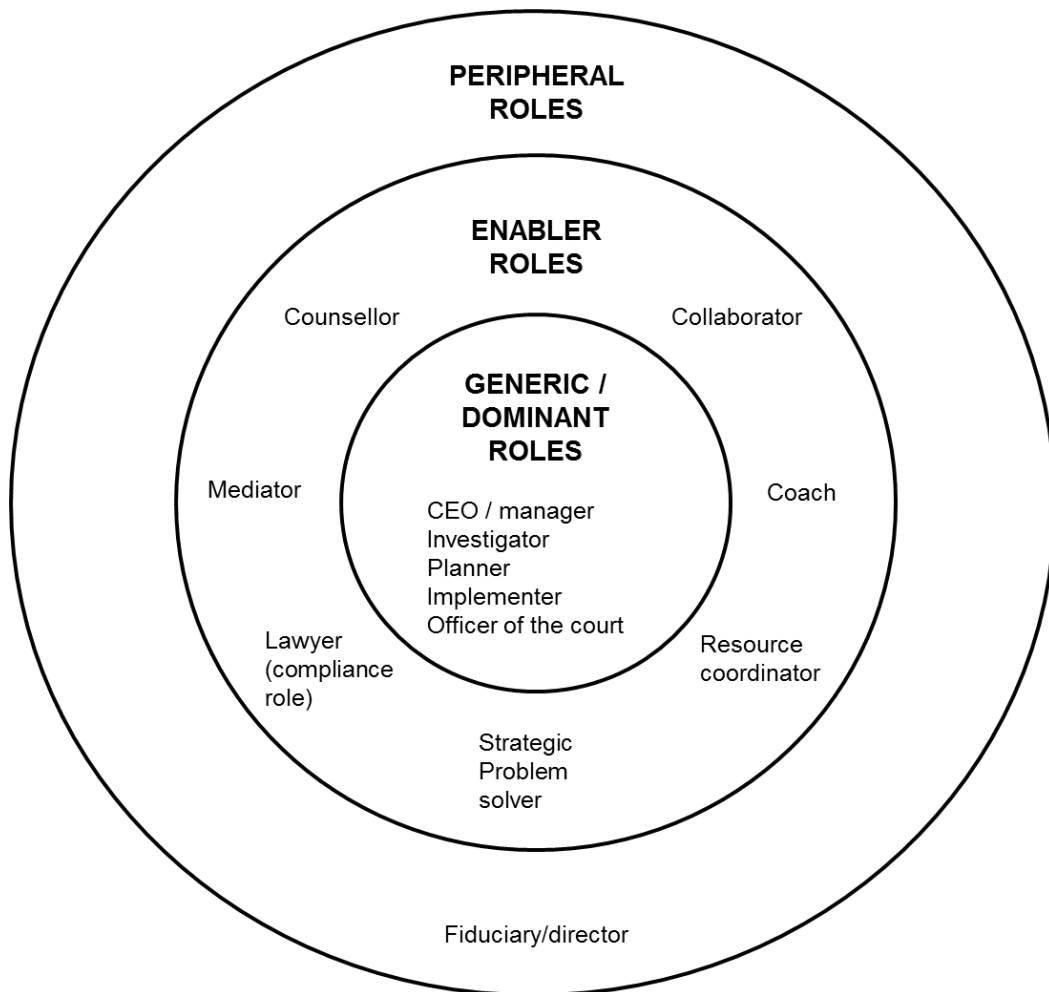 PERIPHERAL
ROLES
ENABLER
ROLES
Counsellor
Collaborator
GENERIC /
DOMINANT
ROLES
Mediator
Coach
CEO / manager
Investigator
Planner
Implementer
Officer of the court
Lawyer
(compliance
role)
Resource
coordinator
Strategic
Problem
solver
Fiduciary/director